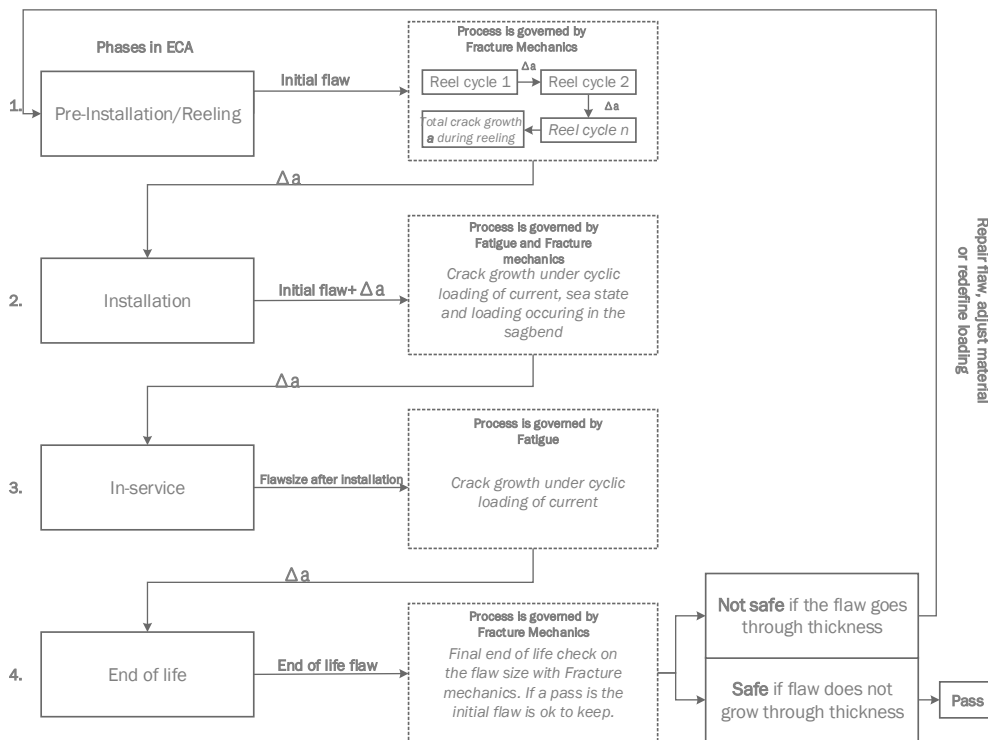 Phases in ECA
1.
Pre-Installation/Reeling
Initial flaw
Process is governed by
Fracture Mechanics
Reel cycle 1
Δa
Reel cycle 2
Δa
Reel cycle n
Total crack growth
a during reeling
Δa
2.
Installation
Initial flaw+ Δa
Process is governed by
Fatigue and Fracture
mechanics
Crack growth under cyclic
loading of current, sea state
and loading occuring in the
sagbend
Δa
3.
In-service
Flawsize after installation
Process is governed by
Fatigue
Crack growth under cyclic
loading of current
Δa
4.
End of life
End of life flaw
Process is governed by
Fracture Mechanics
Final end of life check on
the flaw size with Fracture
mechanics. If a pass is the
initial flaw is ok to keep.
Not safe if the flaw goes
through thickness
Safe if flaw does not
grow through thickness
Pass
Repair flaw, adjust material
or redefine loading